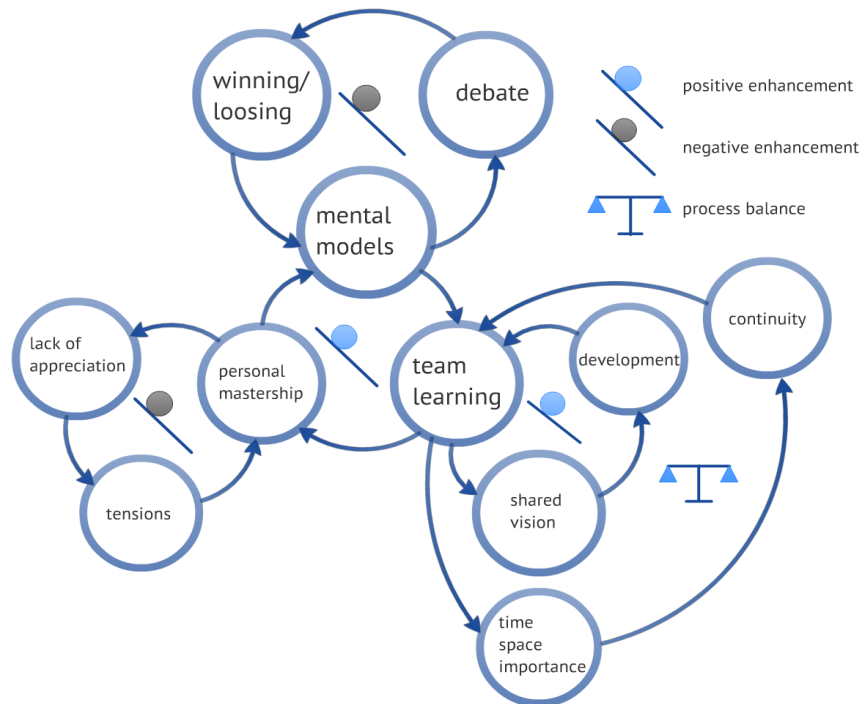 winning/
loosing
debate
positive enhancement
negative enhancement
process balance
mental
models
lack of
appreciation
personal
mastership
team
learning
development
continuity
tensions
shared
vision
time
space
importance